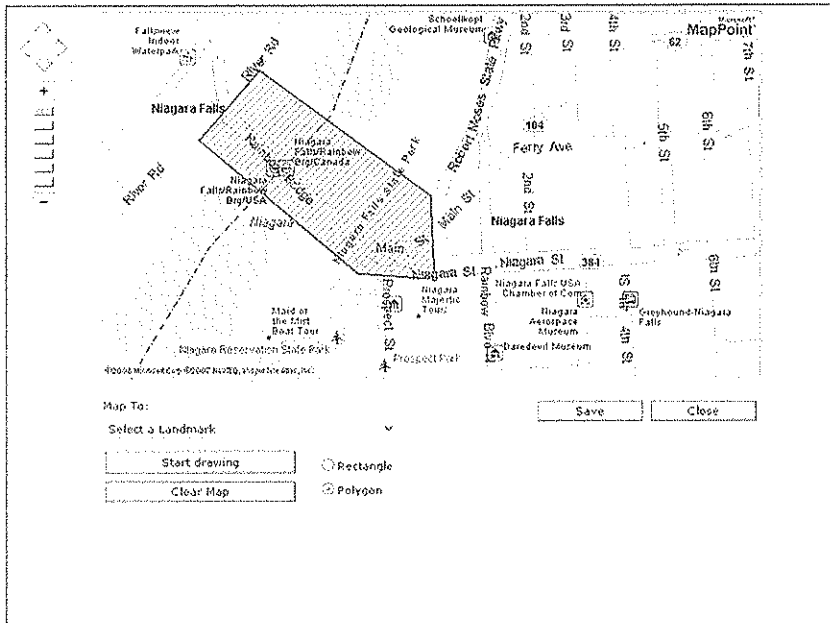 Fallsview
Indoor
Waterpark
River Rd
Schoellkopf
Geological Museum
Robert Moses State Pkwy
2nd St
3rd St
4th St
62
Microsoft
MapPoint
7th St
Niagara Falls
River Rd
Niagara
Falls/Rainbow
Brg/Canada
Niagara
Falls/Rainbow
Brg/USA
Niagara
Niagara Falls State Park
104
Ferry Ave
5th St
6th St
2nd St
Main St
Niagara Falls
Main St
Niagara St
Niagara St
384
6th St
Prospect St
Niagara
Majestic
Tours
Rainbow Blvd
Niagara Falls USA
Chamber of Com
Niagara
Aerospace
Museum
4th St
Greyhound-Niagara
Falls
Maid of
the Mist
Boat Tour
Niagara Reservation State Park
Prospect Park
Daredevil Museum
Map To:
Select a Landmark
Save
Close
Start drawing
Rectangle
Clear Map
Polygon